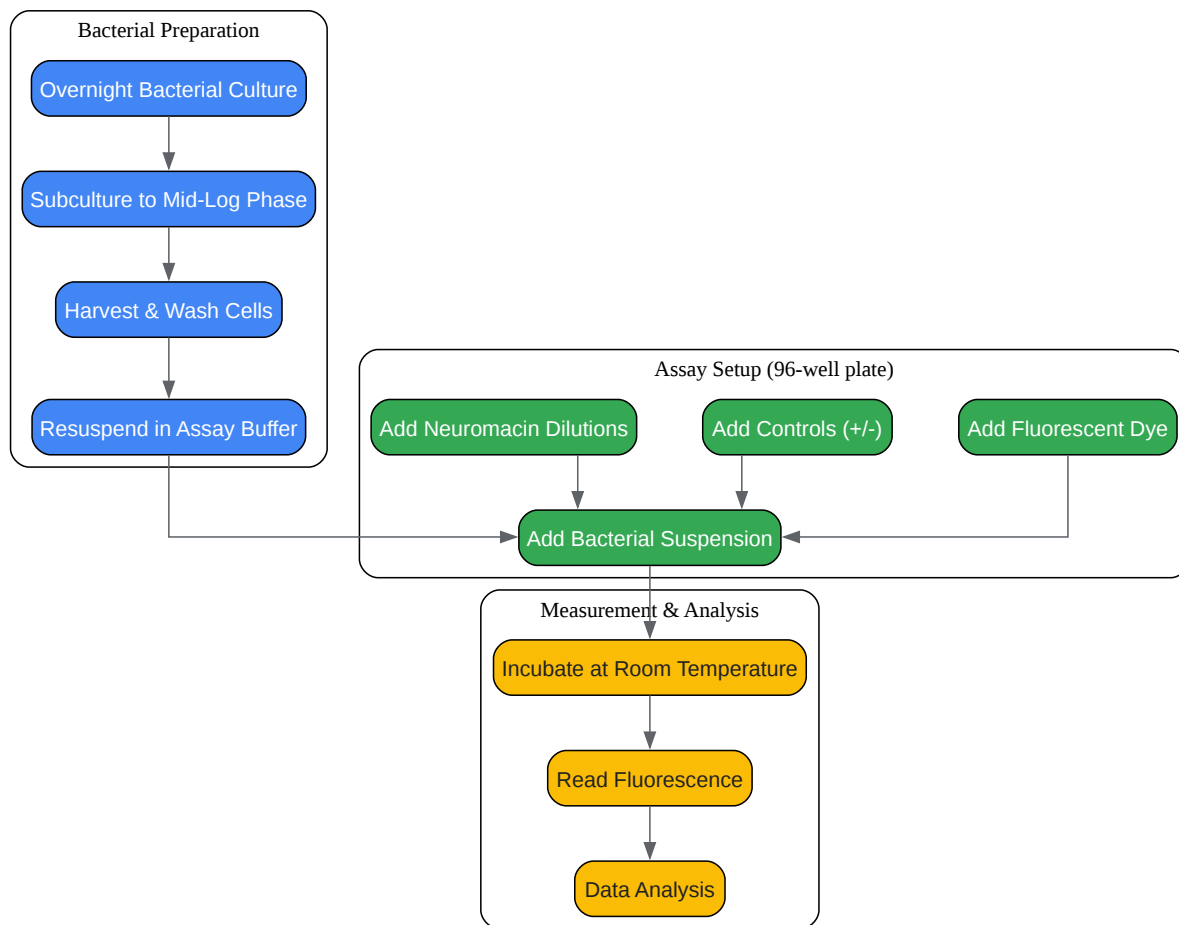 Bacterial Preparation
Overnight Bacterial Culture
Subculture to Mid-Log Phase
Harvest & Wash Cells
Resuspend in Assay Buffer
Assay Setup (96-well plate)
Add Neuromacin Dilutions
Add Controls (+/-)
Add Fluorescent Dye
Add Bacterial Suspension
Measurement & Analysis
Incubate at Room Temperature
Read Fluorescence
Data Analysis